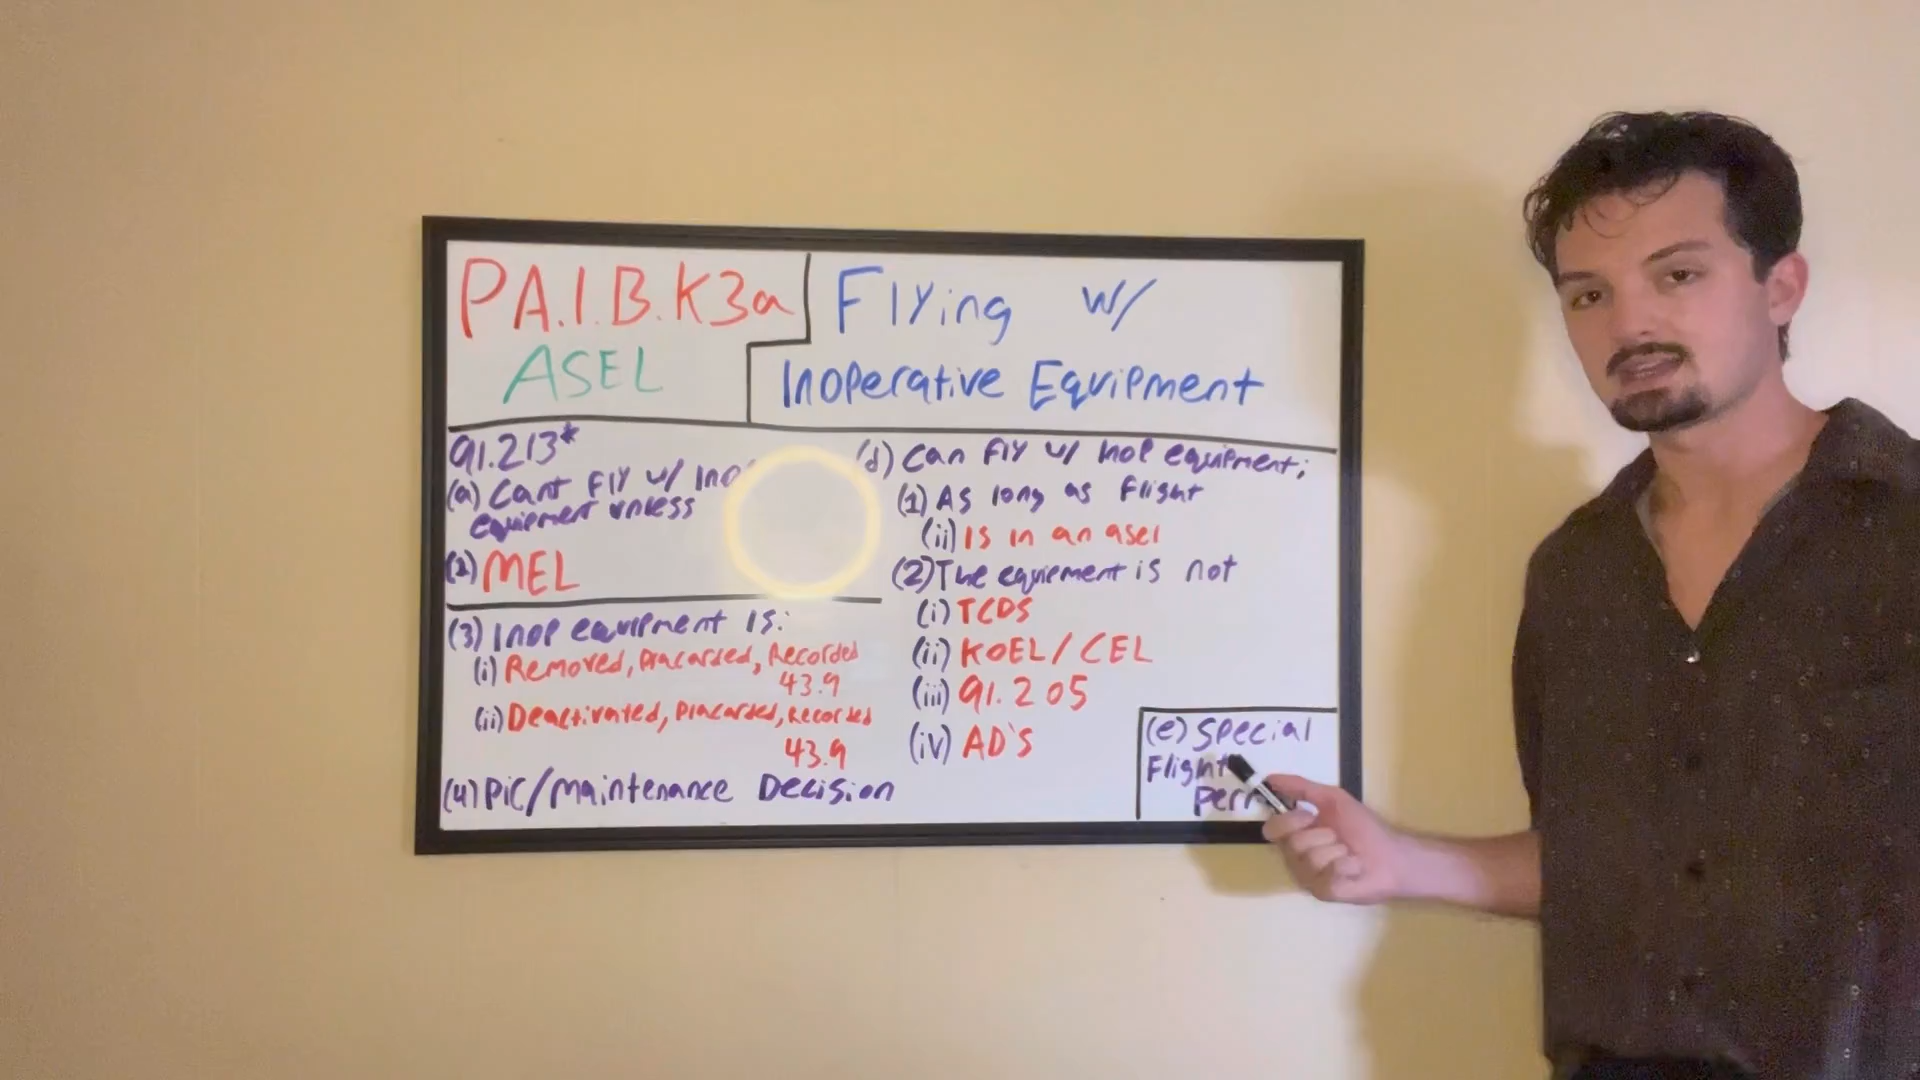 PA.I.B.K3a
ASEL
Flying w/
Inoperative Equipment
91.213*
(a) Cant Fly w/ Ino
equipment unless
(1) MEL
(3) Inop equipment is:
(i) Removed, Placarded, Recorded
43.9
(ii) Deactivated, Placarded, Recorded
43.9
(4) PIC/maintenance Decision
(d) Can Fly w/ Inop equipment;
(1) As long as flight
(ii) Is in an asel
(2) The equipment is not
(i) TCDS
(ii) KOEL/CEL
(iii) 91.205
(iv) AD's
(e) Special
Flight
Per